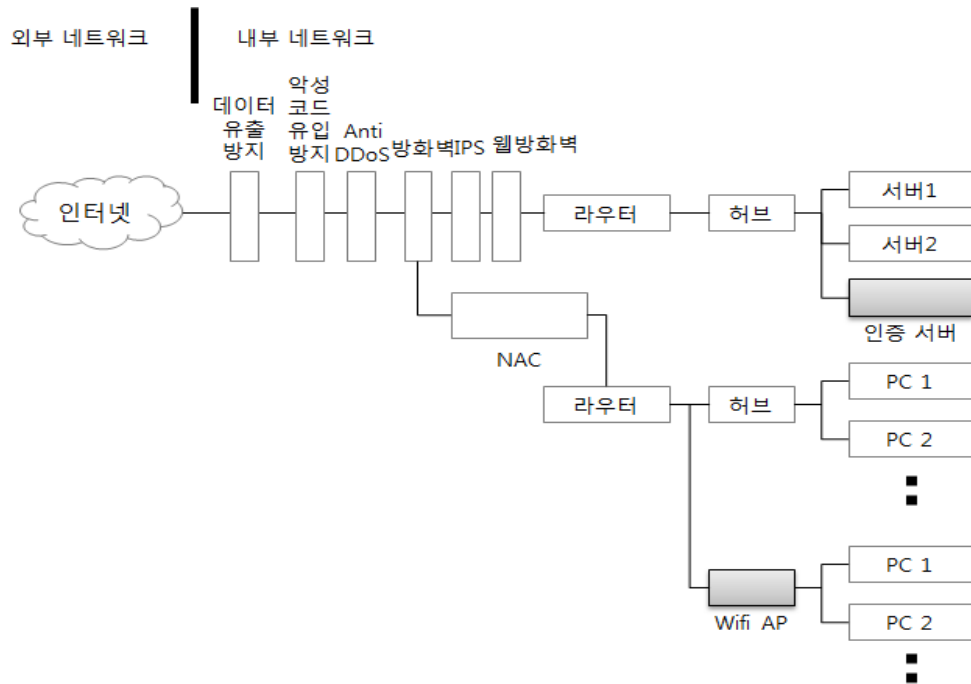 외부 네트워크
내부 네트워크
데이터
유출
방지
악성
코드
유입
방지
Anti
DDoS
방화벽
IPS
웹방화벽
인터넷
라우터
허브
서버1
서버2
인증 서버
NAC
라우터
허브
PC 1
PC 2
Wifi AP
PC 1
PC 2